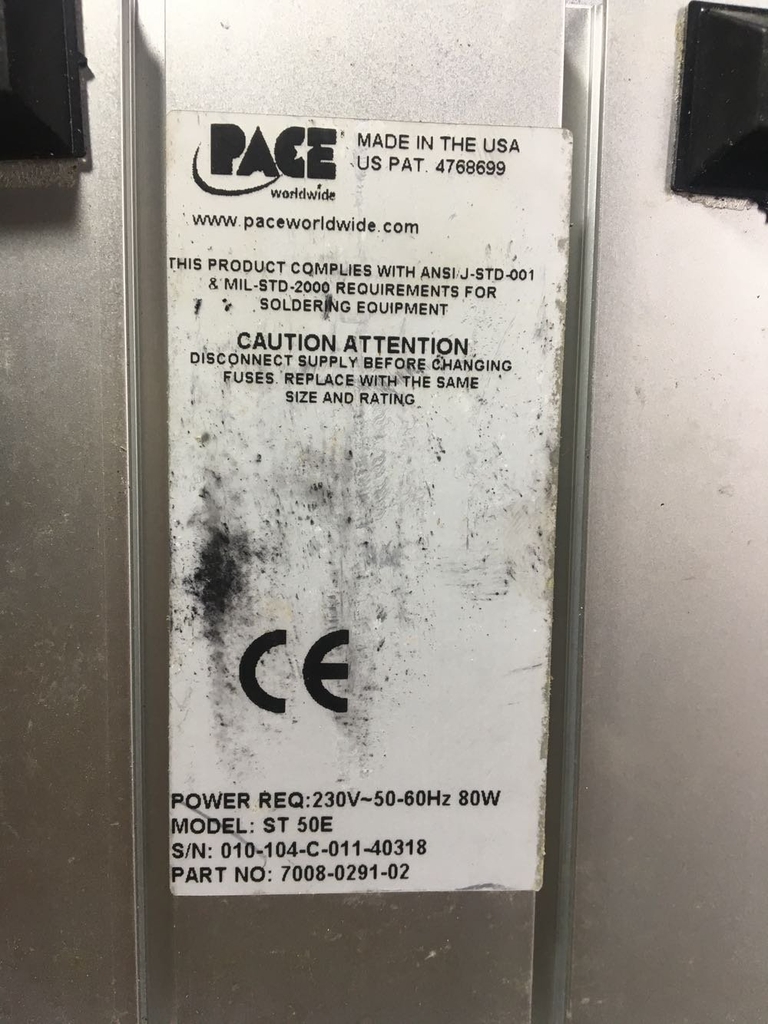 PACE
worldwide
MADE IN THE USA
US PAT. 4768699
www.paceworldwide.com
THIS PRODUCT COMPLIES WITH ANSI/J-STD-001
& MIL-STD-2000 REQUIREMENTS FOR
SOLDERING EQUIPMENT
CAUTION ATTENTION
DISCONNECT SUPPLY BEFORE CHANGING
FUSES. REPLACE WITH THE SAME
SIZE AND RATING
CE
POWER REQ:230V~50-60Hz 80W
MODEL: ST 50E
S/N: 010-104-C-011-40318
PART NO: 7008-0291-02